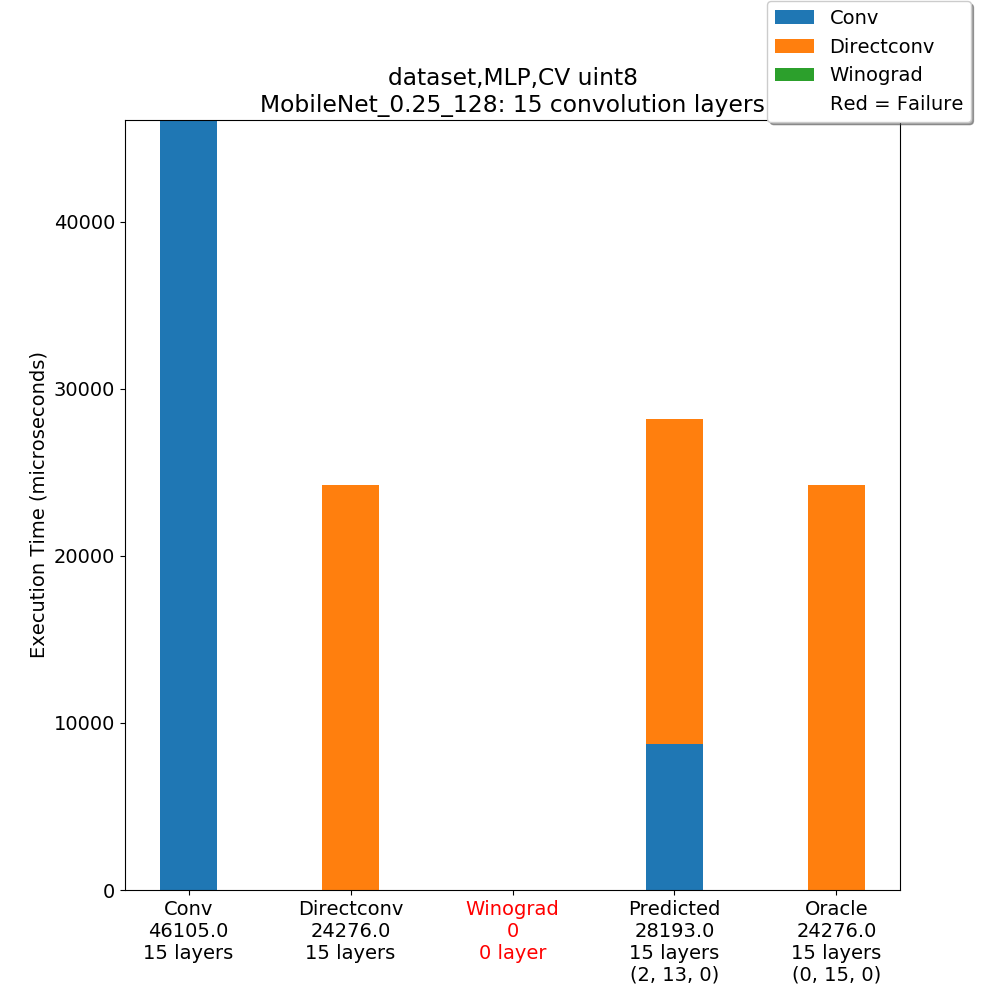 Conv
Directconv
Winograd
Red = Failure
dataset,MLP,CV uint8
MobileNet_0.25_128: 15 convolution layers
Execution Time (microseconds)
40000
30000
20000
10000
0
Conv
46105.0
15 layers
Directconv
24276.0
15 layers
Winograd
0
0 layer
Predicted
28193.0
15 layers
(2, 13, 0)
Oracle
24276.0
15 layers
(0, 15, 0)